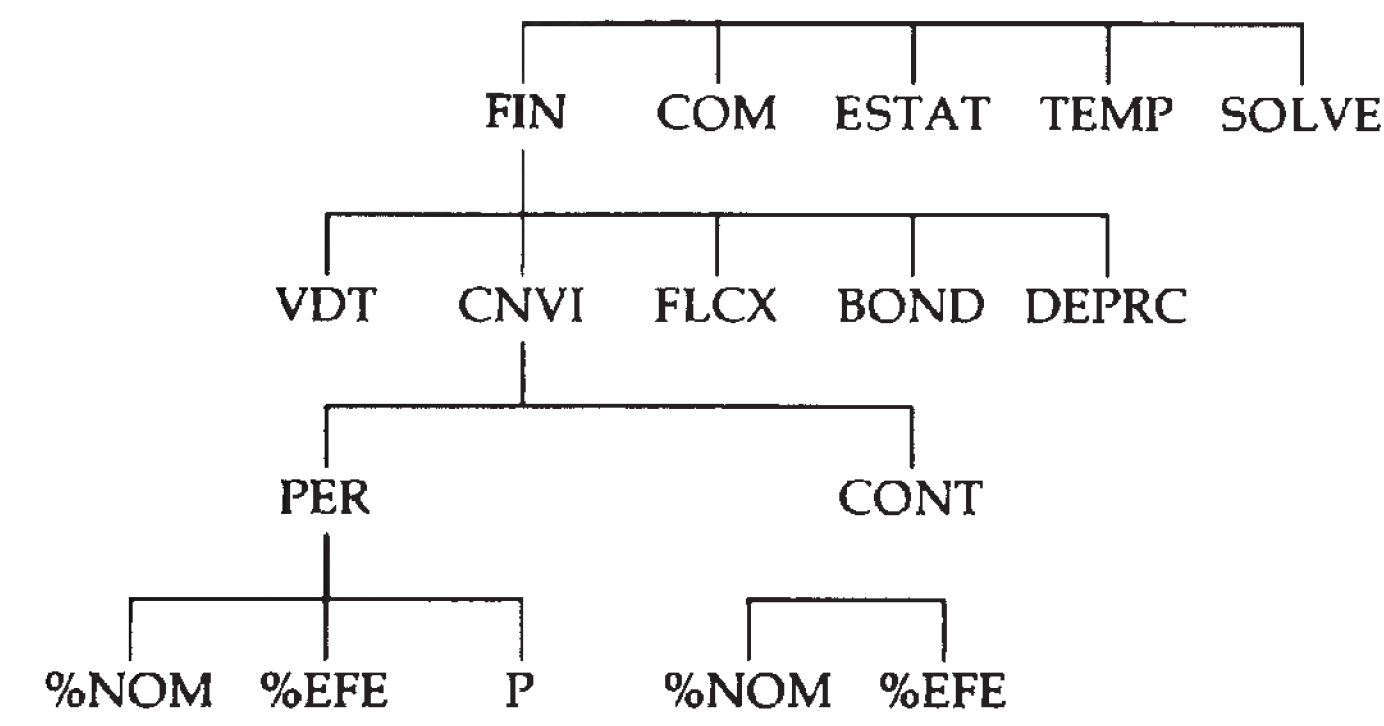 FIN COM ESTAT TEMP SOLVE
VDT CNVI FLCX BOND DEPRC
PER CONT
%NOM %EFE P %NOM %EFE